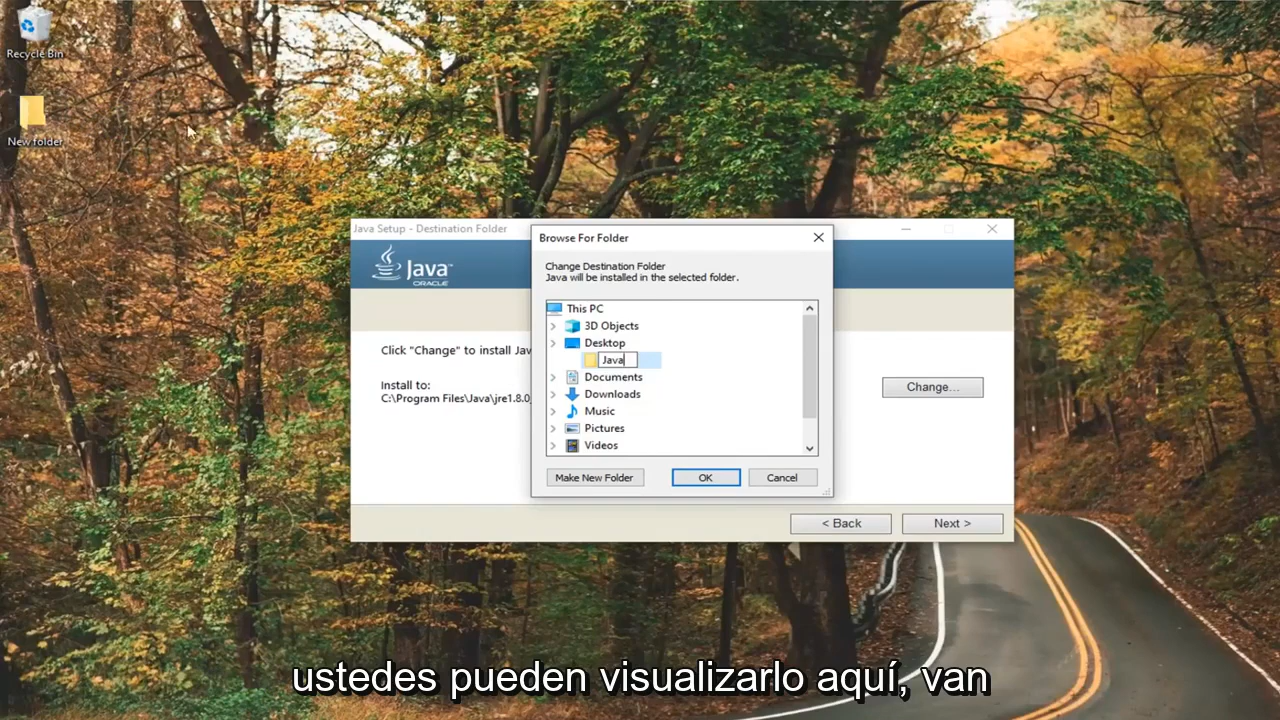 Recycle Bin
New folder
Java Setup - Destination Folder
Java™
ORACLE
Click "Change" to install Jav
Install to:
C:\Program Files\Java\jre1.8.0
Change...
< Back
Next >
Browse For Folder
Change Destination Folder
Java will be installed in the selected folder.
This PC
3D Objects
Desktop
Java
Documents
Downloads
Music
Pictures
Videos
Make New Folder
OK
Cancel
ustedes pueden visualizarlo aquí, van